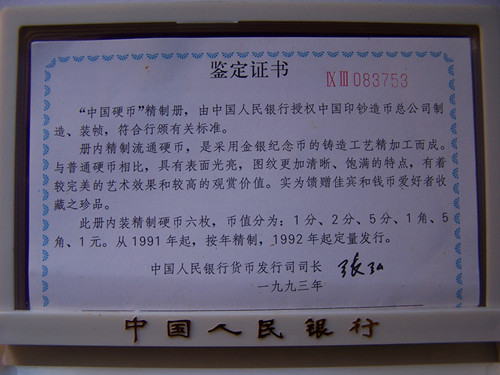 鉴定证书
ⅨⅢ083753
“中国硬币”精制册，由中国人民银行授权中国印钞造币总公司制
造、装帧，符合行颁有关标准。
册内精制流通硬币，是采用金银纪念币的铸造工艺精加工而成。
与普通硬币相比，具有表面光亮，图纹更加清晰、饱满的特点，有着
较完美的艺术效果和较高的观赏价值。实为馈赠佳宾和钱币爱好者收
藏之珍品。
此册内装精制硬币六枚，币值分为：1分、2分、5分、1角、5
角、1元。从1991年起，按年精制，1992年起定量发行。
中国人民银行货币发行司司长 张弘
一九九三年
中国人民银行